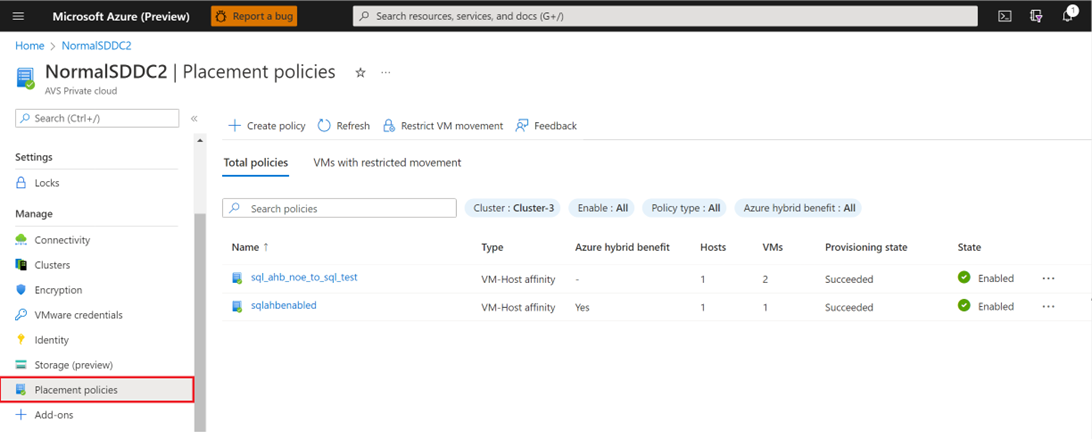 Microsoft Azure (Preview)
Report a bug
Search resources, services, and docs (G+/)
1
Home > NormalSDDC2
NormalSDDC2 | Placement policies
AVS Private cloud
Search (Ctrl+/)
Settings
Locks
Manage
Connectivity
Clusters
Encryption
VMware credentials
Identity
Storage (preview)
Placement policies
Add-ons
Create policy Refresh Restrict VM movement Feedback
Total policies VMs with restricted movement
Search policies Cluster : Cluster-3 Enable : All Policy type : All Azure hybrid benefit : All
Name ↑ Type Azure hybrid benefit Hosts VMs Provisioning state State
sql_ahb_noe_to_sql_test VM-Host affinity - 1 2 Succeeded Enabled
sqlahbenabled VM-Host affinity Yes 1 1 Succeeded Enabled